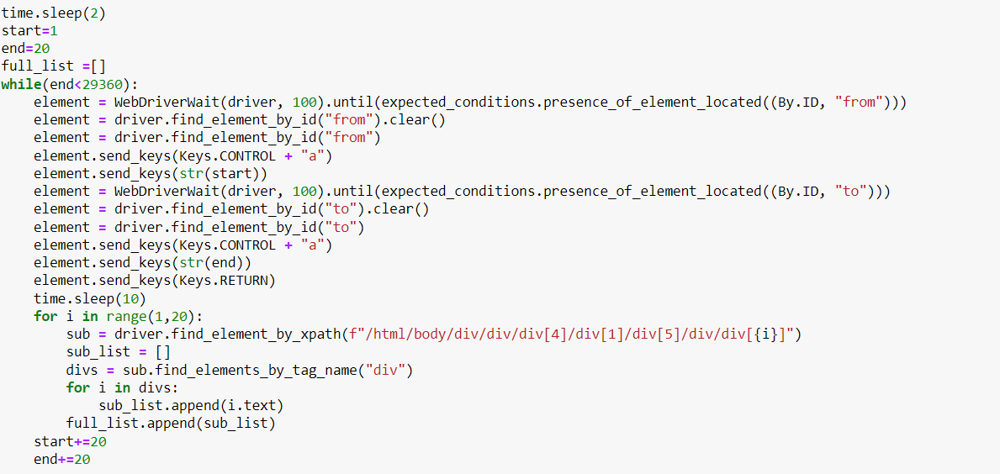 time.sleep(2)
start=1
end=20
full_list =[]
while(end<29360):
    element = WebDriverWait(driver, 100).until(expected_conditions.presence_of_element_located((By.ID, "from")))
    element = driver.find_element_by_id("from").clear()
    element = driver.find_element_by_id("from")
    element.send_keys(Keys.CONTROL + "a")
    element.send_keys(str(start))
    element = WebDriverWait(driver, 100).until(expected_conditions.presence_of_element_located((By.ID, "to")))
    element = driver.find_element_by_id("to").clear()
    element = driver.find_element_by_id("to")
    element.send_keys(Keys.CONTROL + "a")
    element.send_keys(str(end))
    element.send_keys(Keys.RETURN)
    time.sleep(10)
    for i in range(1,20):
        sub = driver.find_element_by_xpath(f"/html/body/div/div/div[4]/div[1]/div[5]/div/div[{i}]")
        sub_list = []
        divs = sub.find_elements_by_tag_name("div")
        for i in divs:
            sub_list.append(i.text)
        full_list.append(sub_list)
    start+=20
    end+=20